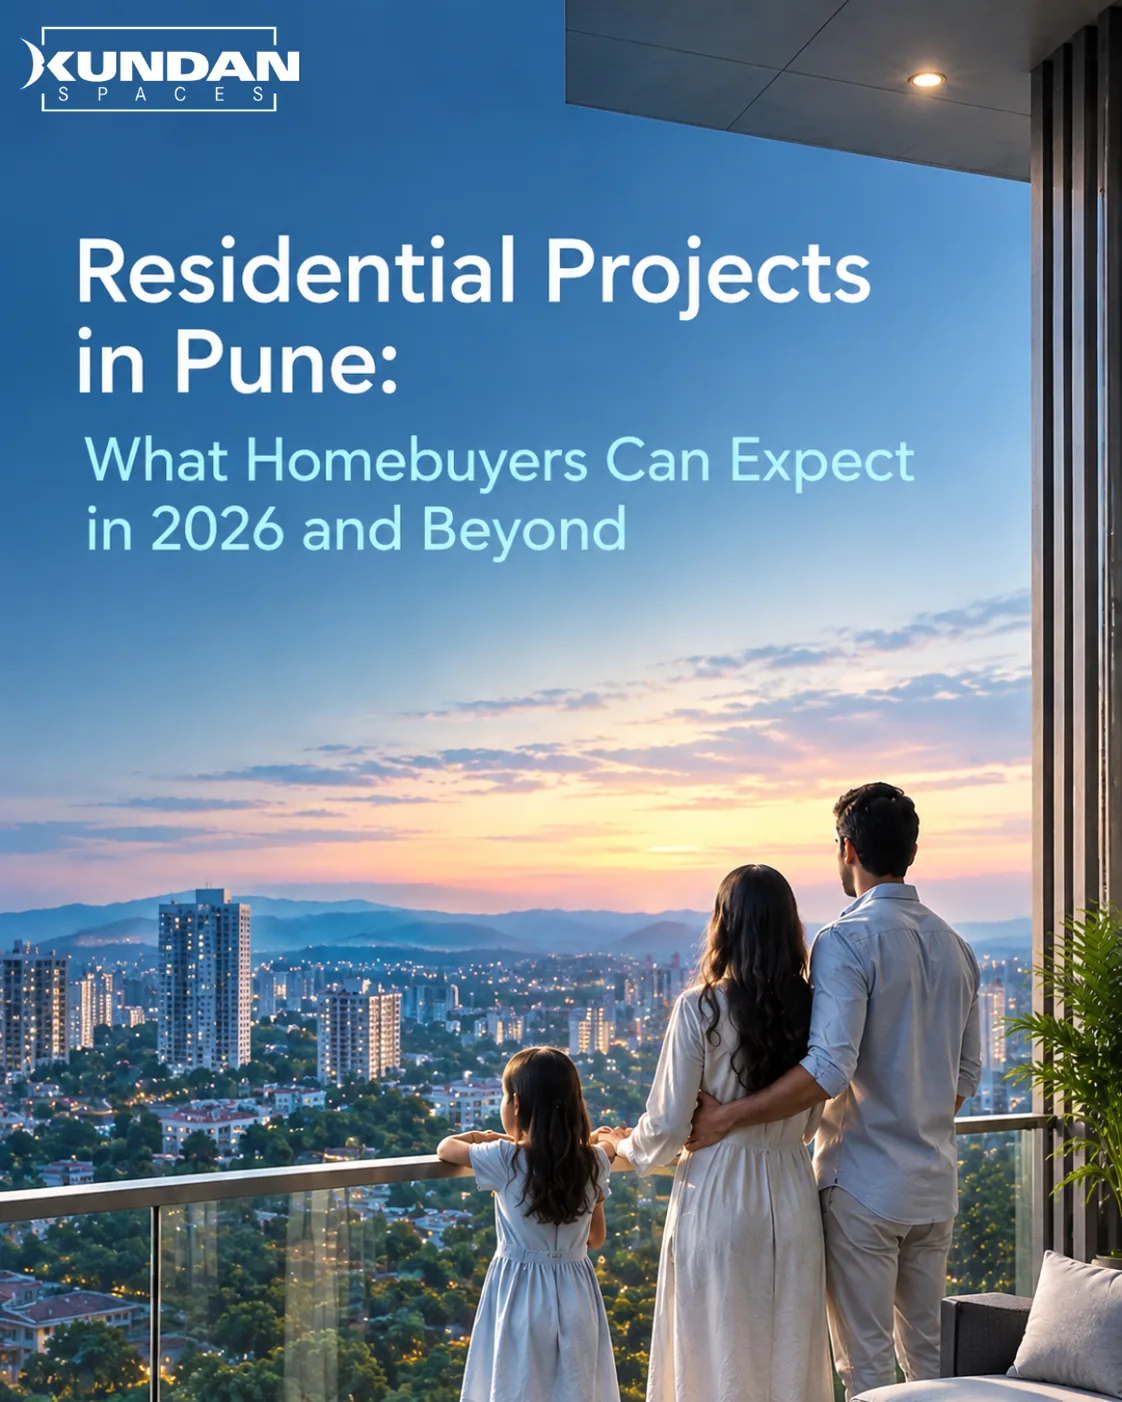 KUNDAN
SPACES
Residential Projects
in Pune:
What Homebuyers Can Expect
in 2026 and Beyond